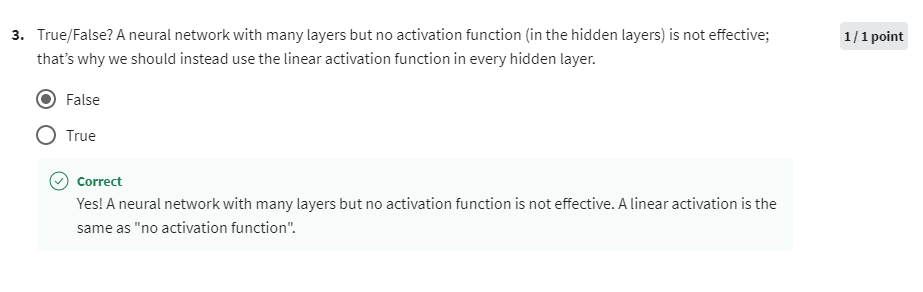 3. True/False? A neural network with many layers but no activation function (in the hidden layers) is not effective;
1 / 1 point
that’s why we should instead use the linear activation function in every hidden layer.
False
True
Correct
Yes! A neural network with many layers but no activation function is not effective. A linear activation is the
same as "no activation function".